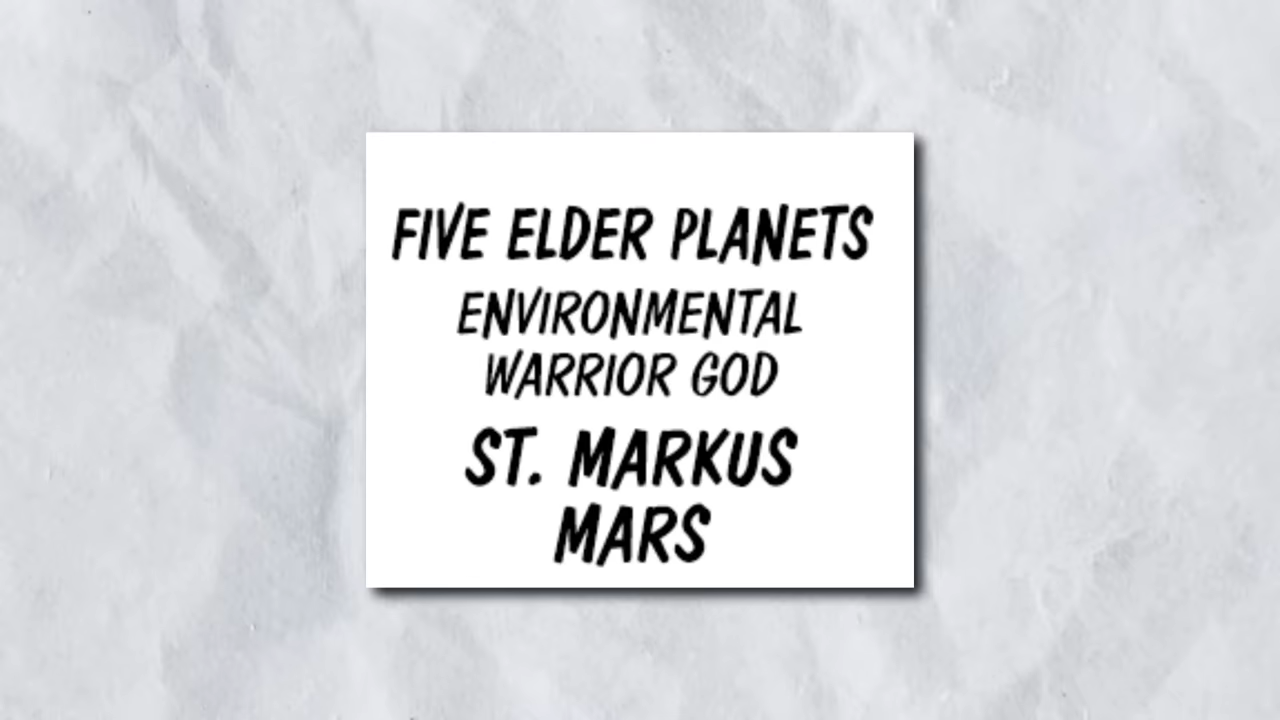 FIVE ELDER PLANETS
ENVIRONMENTAL
WARRIOR GOD
ST. MARKUS
MARS